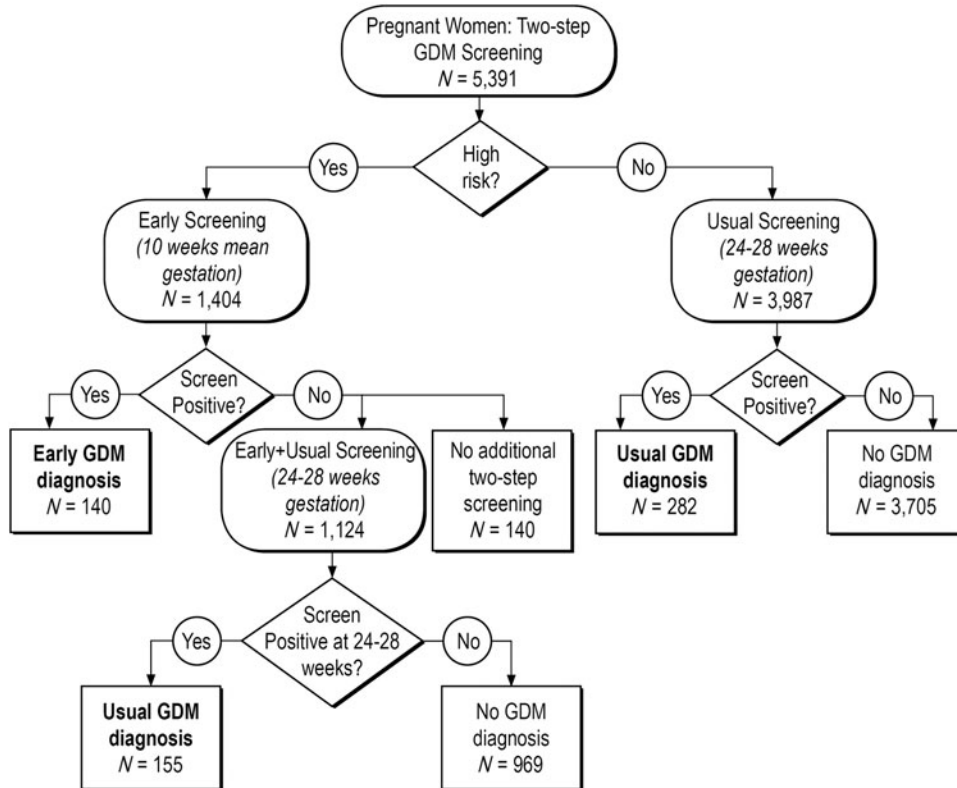 Pregnant Women: Two-step
GDM Screening
N = 5,391
High
risk?
Yes
No
Early Screening
(10 weeks mean
gestation)
N = 1,404
Usual Screening
(24-28 weeks
gestation)
N = 3,987
Screen
Positive?
Yes
No
Screen
Positive?
Yes
No
Early GDM
diagnosis
N = 140
Early+Usual Screening
(24-28 weeks
gestation)
N = 1,124
No additional
two-step
screening
N = 140
Usual GDM
diagnosis
N = 282
No GDM
diagnosis
N = 3,705
Screen
Positive at 24-28
weeks?
Yes
No
Usual GDM
diagnosis
N = 155
No GDM
diagnosis
N = 969